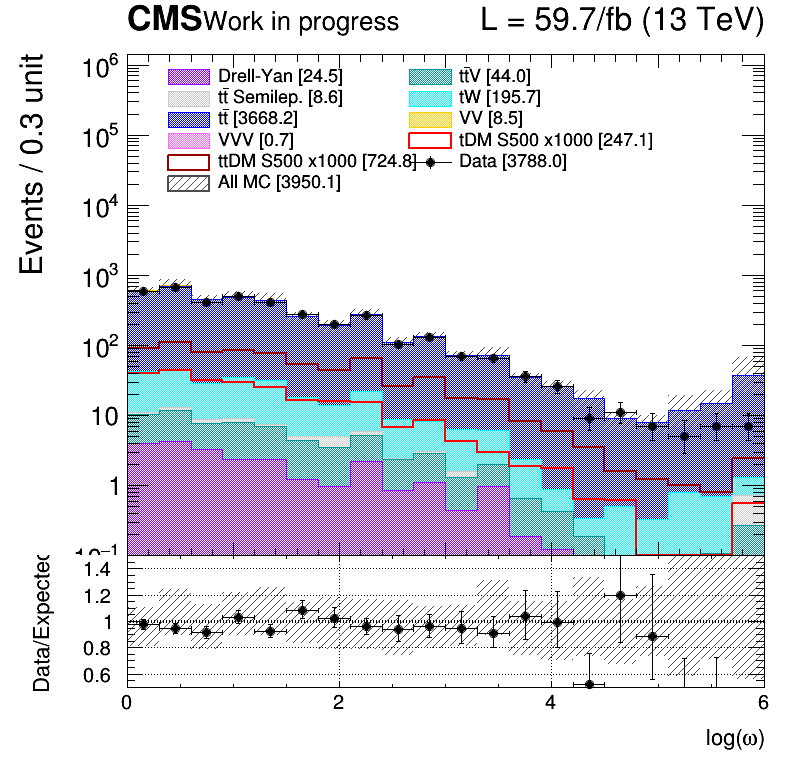 CMS Work in progress L = 59.7/fb (13 TeV)
Events / 0.3 unit
10⁶
10⁵
10⁴
10³
10²
10
1
10⁻¹
Drell-Yan [24.5] tt̄V [44.0]
tt̄ Semilep. [8.6] tW [195.7]
tt̄ [3668.2] VV [8.5]
VVV [0.7] tDM S500 x1000 [247.1]
ttDM S500 x1000 [724.8] Data [3788.0]
All MC [3950.1]
Data/Expected
1.4
1.2
1
0.8
0.6
0 2 4 6
log(ω)